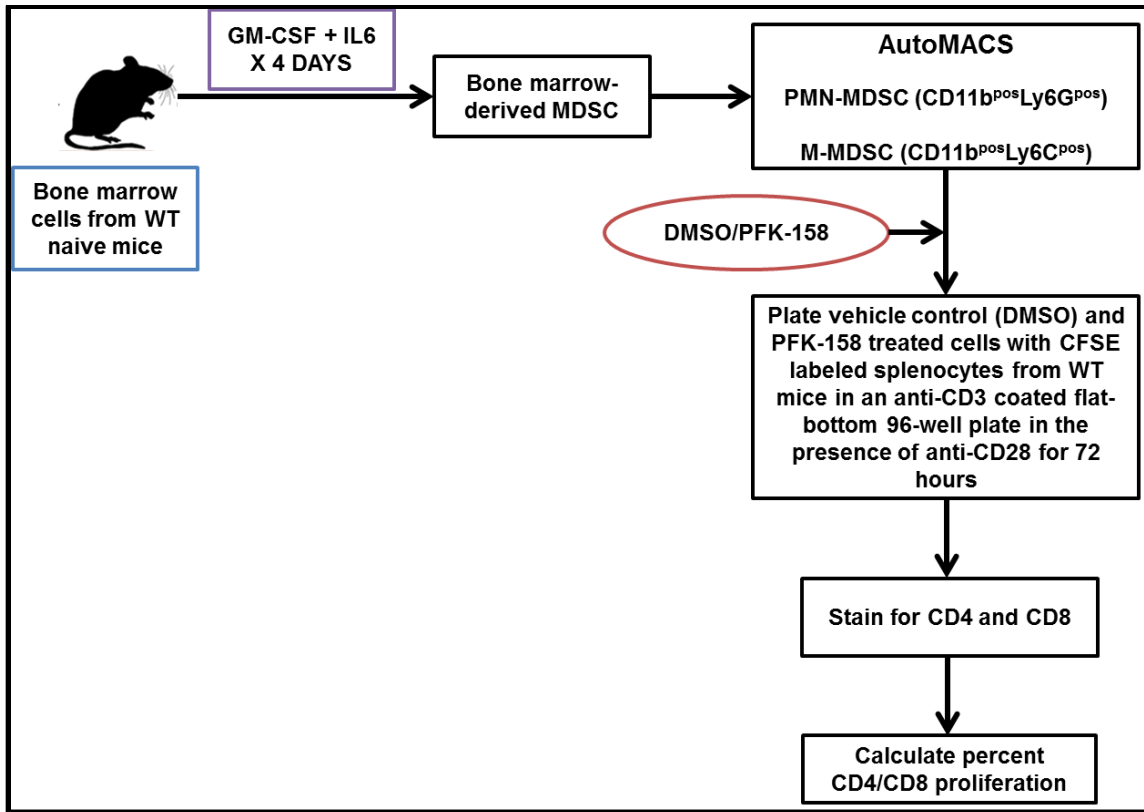 GM-CSF + IL6
X 4 DAYS
Bone marrow
cells from WT
naive mice
Bone marrow-
derived MDSC
AutoMACS
PMN-MDSC (CD11bᵖᵒˢLy6Gᵖᵒˢ)
M-MDSC (CD11bᵖᵒˢLy6Cᵖᵒˢ)
DMSO/PFK-158
Plate vehicle control (DMSO) and
PFK-158 treated cells with CFSE
labeled splenocytes from WT
mice in an anti-CD3 coated flat-
bottom 96-well plate in the
presence of anti-CD28 for 72
hours
Stain for CD4 and CD8
Calculate percent
CD4/CD8 proliferation